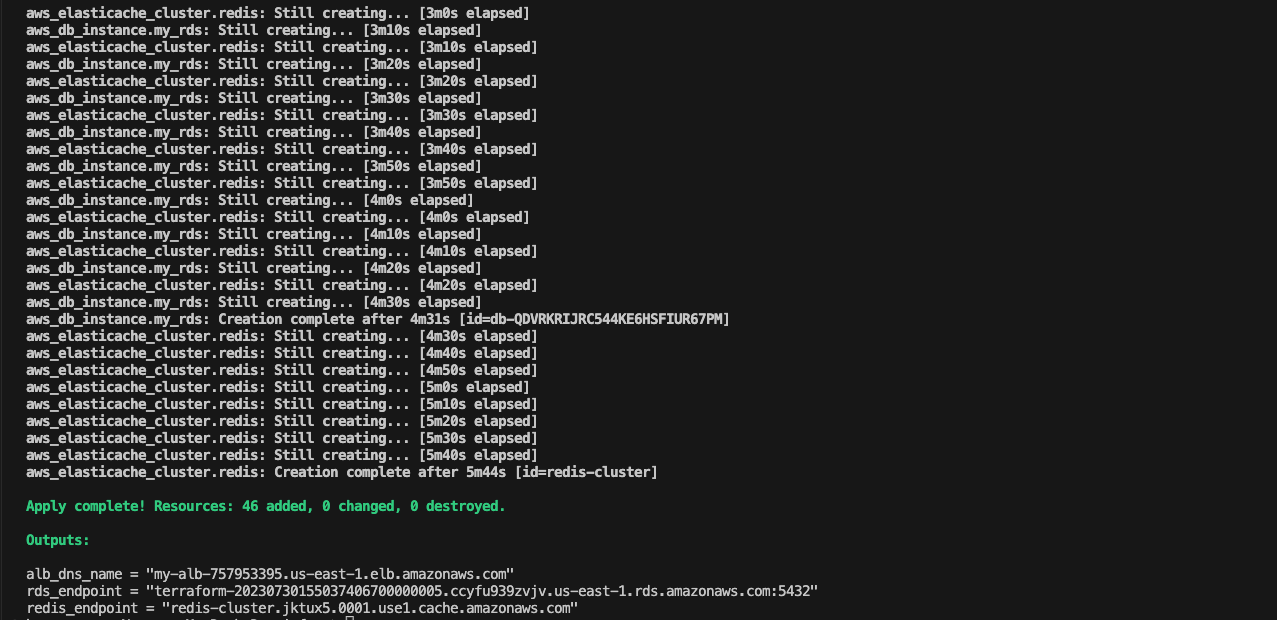 aws_elasticache_cluster.redis: Still creating... [3m0s elapsed]
aws_db_instance.my_rds: Still creating... [3m10s elapsed]
aws_elasticache_cluster.redis: Still creating... [3m10s elapsed]
aws_db_instance.my_rds: Still creating... [3m20s elapsed]
aws_elasticache_cluster.redis: Still creating... [3m20s elapsed]
aws_db_instance.my_rds: Still creating... [3m30s elapsed]
aws_elasticache_cluster.redis: Still creating... [3m30s elapsed]
aws_db_instance.my_rds: Still creating... [3m40s elapsed]
aws_elasticache_cluster.redis: Still creating... [3m40s elapsed]
aws_db_instance.my_rds: Still creating... [3m50s elapsed]
aws_elasticache_cluster.redis: Still creating... [3m50s elapsed]
aws_db_instance.my_rds: Still creating... [4m0s elapsed]
aws_elasticache_cluster.redis: Still creating... [4m0s elapsed]
aws_db_instance.my_rds: Still creating... [4m10s elapsed]
aws_elasticache_cluster.redis: Still creating... [4m10s elapsed]
aws_db_instance.my_rds: Still creating... [4m20s elapsed]
aws_elasticache_cluster.redis: Still creating... [4m20s elapsed]
aws_db_instance.my_rds: Still creating... [4m30s elapsed]
aws_db_instance.my_rds: Creation complete after 4m31s [id=db-QDVRKRIJRC544KE6HSFIUR67PM]
aws_elasticache_cluster.redis: Still creating... [4m30s elapsed]
aws_elasticache_cluster.redis: Still creating... [4m40s elapsed]
aws_elasticache_cluster.redis: Still creating... [4m50s elapsed]
aws_elasticache_cluster.redis: Still creating... [5m0s elapsed]
aws_elasticache_cluster.redis: Still creating... [5m10s elapsed]
aws_elasticache_cluster.redis: Still creating... [5m20s elapsed]
aws_elasticache_cluster.redis: Still creating... [5m30s elapsed]
aws_elasticache_cluster.redis: Still creating... [5m40s elapsed]
aws_elasticache_cluster.redis: Creation complete after 5m44s [id=redis-cluster]
Apply complete! Resources: 46 added, 0 changed, 0 destroyed.
Outputs:
alb_dns_name = "my-alb-757953395.us-east-1.elb.amazonaws.com"
rds_endpoint = "terraform-20230730155037406700000005.ccyfu939zvjv.us-east-1.rds.amazonaws.com:5432"
redis_endpoint = "redis-cluster.jktux5.0001.use1.cache.amazonaws.com"